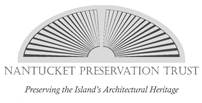 NANTUCKET PRESERVATION TRUST
Preserving the Island's Architectural Heritage